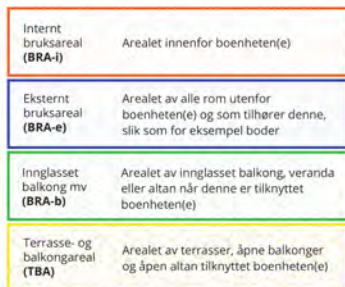 Internt
bruksareal
(BRA-i)
Arealet innenfor boenheten(e)
Eksternt
bruksareal
(BRA-e)
Arealet av alle rom utenfor
boenheten(e) og som tilhører denne,
slik som for eksempel boder
Innglasset
balkong mv
(BRA-b)
Arealet av innglasset balkong, veranda
eller altan når denne er tilknyttet
boenheten(e)
Terrasse- og
balkongareal
(TBA)
Arealet av terrasser, åpne balkonger
og åpen altan tilknyttet boenheten(e)